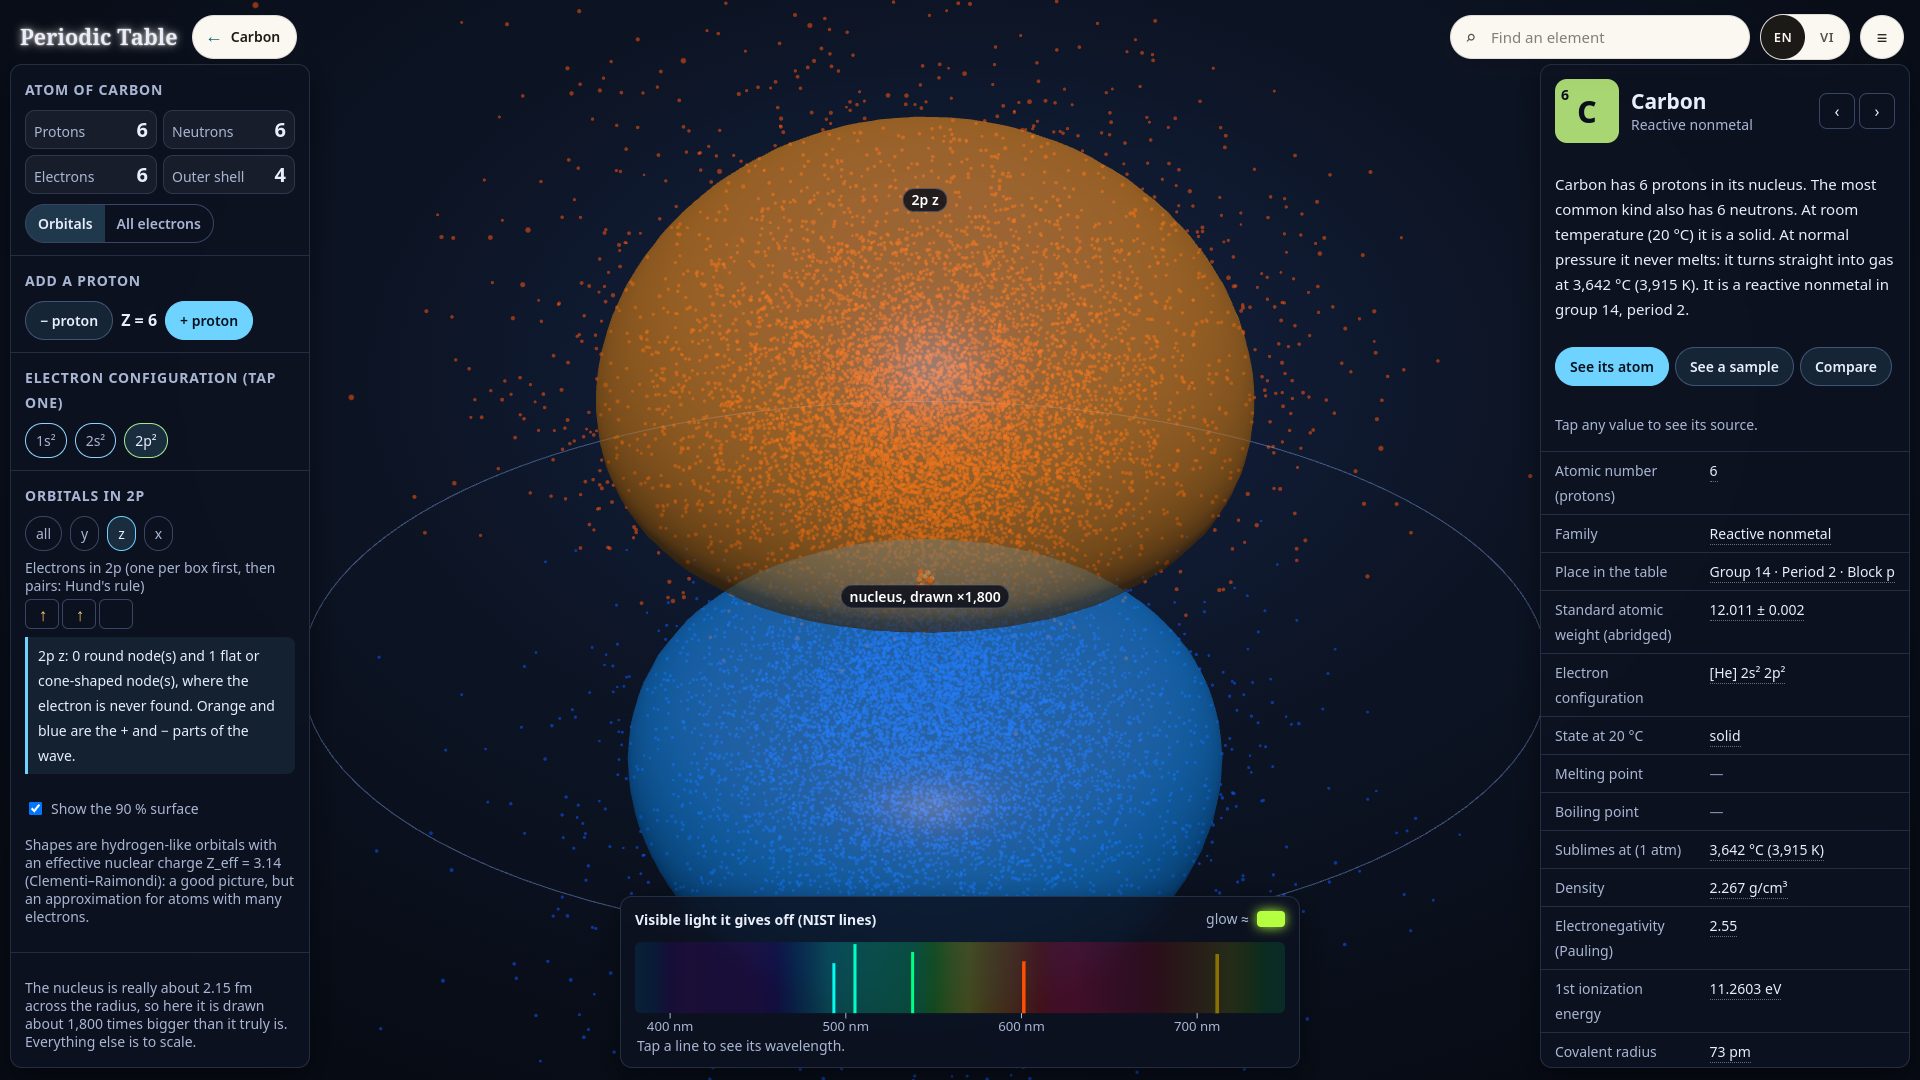 Periodic Table
← Carbon
Find an element
EN
VI
≡
ATOM OF CARBON
Protons 6
Neutrons 6
Electrons 6
Outer shell 4
Orbitals
All electrons
ADD A PROTON
− proton
Z = 6
+ proton
ELECTRON CONFIGURATION (TAP
ONE)
1s²
2s²
2p²
ORBITALS IN 2P
all
y
z
x
Electrons in 2p (one per box first, then
pairs: Hund's rule)
↑
↑
2p z: 0 round node(s) and 1 flat or
cone-shaped node(s), where the
electron is never found. Orange and
blue are the + and − parts of the
wave.
Show the 90 % surface
Shapes are hydrogen-like orbitals with
an effective nuclear charge Z_eff = 3.14
(Clementi–Raimondi): a good picture, but
an approximation for atoms with many
electrons.
The nucleus is really about 2.15 fm
across the radius, so here it is drawn
about 1,800 times bigger than it truly is.
Everything else is to scale.
2p z
nucleus, drawn ×1,800
Visible light it gives off (NIST lines)
glow ≈
400 nm
500 nm
600 nm
700 nm
Tap a line to see its wavelength.
6
C
Carbon
Reactive nonmetal
‹
›
Carbon has 6 protons in its nucleus. The most
common kind also has 6 neutrons. At room
temperature (20 °C) it is a solid. At normal
pressure it never melts: it turns straight into gas
at 3,642 °C (3,915 K). It is a reactive nonmetal in
group 14, period 2.
See its atom
See a sample
Compare
Tap any value to see its source.
Atomic number
(protons)
6
Family
Reactive nonmetal
Place in the table
Group 14 · Period 2 · Block p
Standard atomic
weight (abridged)
12.011 ± 0.002
Electron
configuration
[He] 2s² 2p²
State at 20 °C
solid
Melting point
—
Boiling point
—
Sublimes at (1 atm)
3,642 °C (3,915 K)
Density
2.267 g/cm³
Electronegativity
(Pauling)
2.55
1st ionization
energy
11.2603 eV
Covalent radius
73 pm